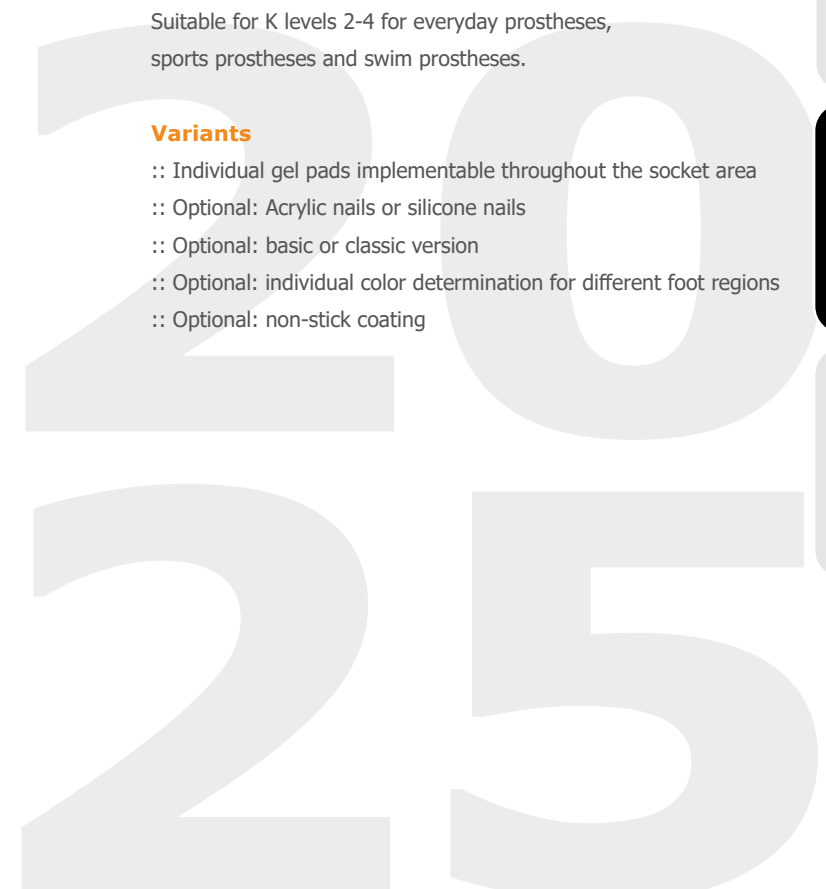 Suitable for K levels 2-4 for everyday prostheses,
sports prostheses and swim prostheses.
Variants
:: Individual gel pads implementable throughout the socket area
:: Optional: Acrylic nails or silicone nails
:: Optional: basic or classic version
:: Optional: individual color determination for different foot regions
:: Optional: non-stick coating
20
25